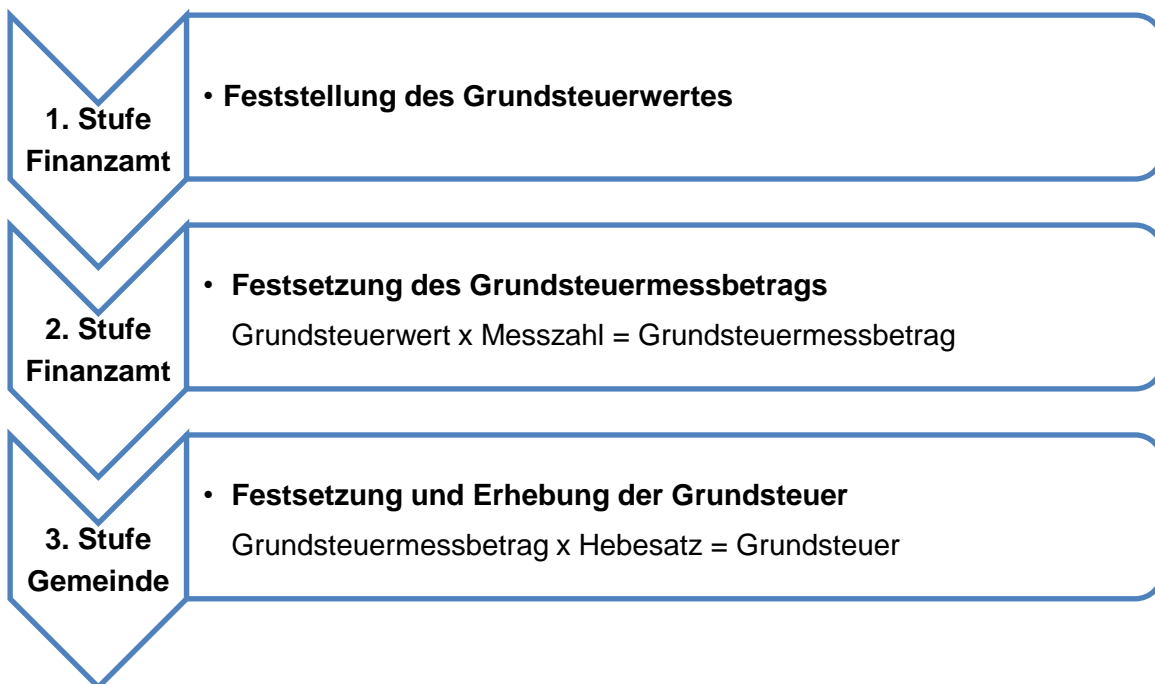 1. Stufe
Finanzamt
• Feststellung des Grundsteuerwertes
2. Stufe
Finanzamt
• Festsetzung des Grundsteuermessbetrags
Grundsteuerwert x Messzahl = Grundsteuermessbetrag
3. Stufe
Gemeinde
• Festsetzung und Erhebung der Grundsteuer
Grundsteuermessbetrag x Hebesatz = Grundsteuer